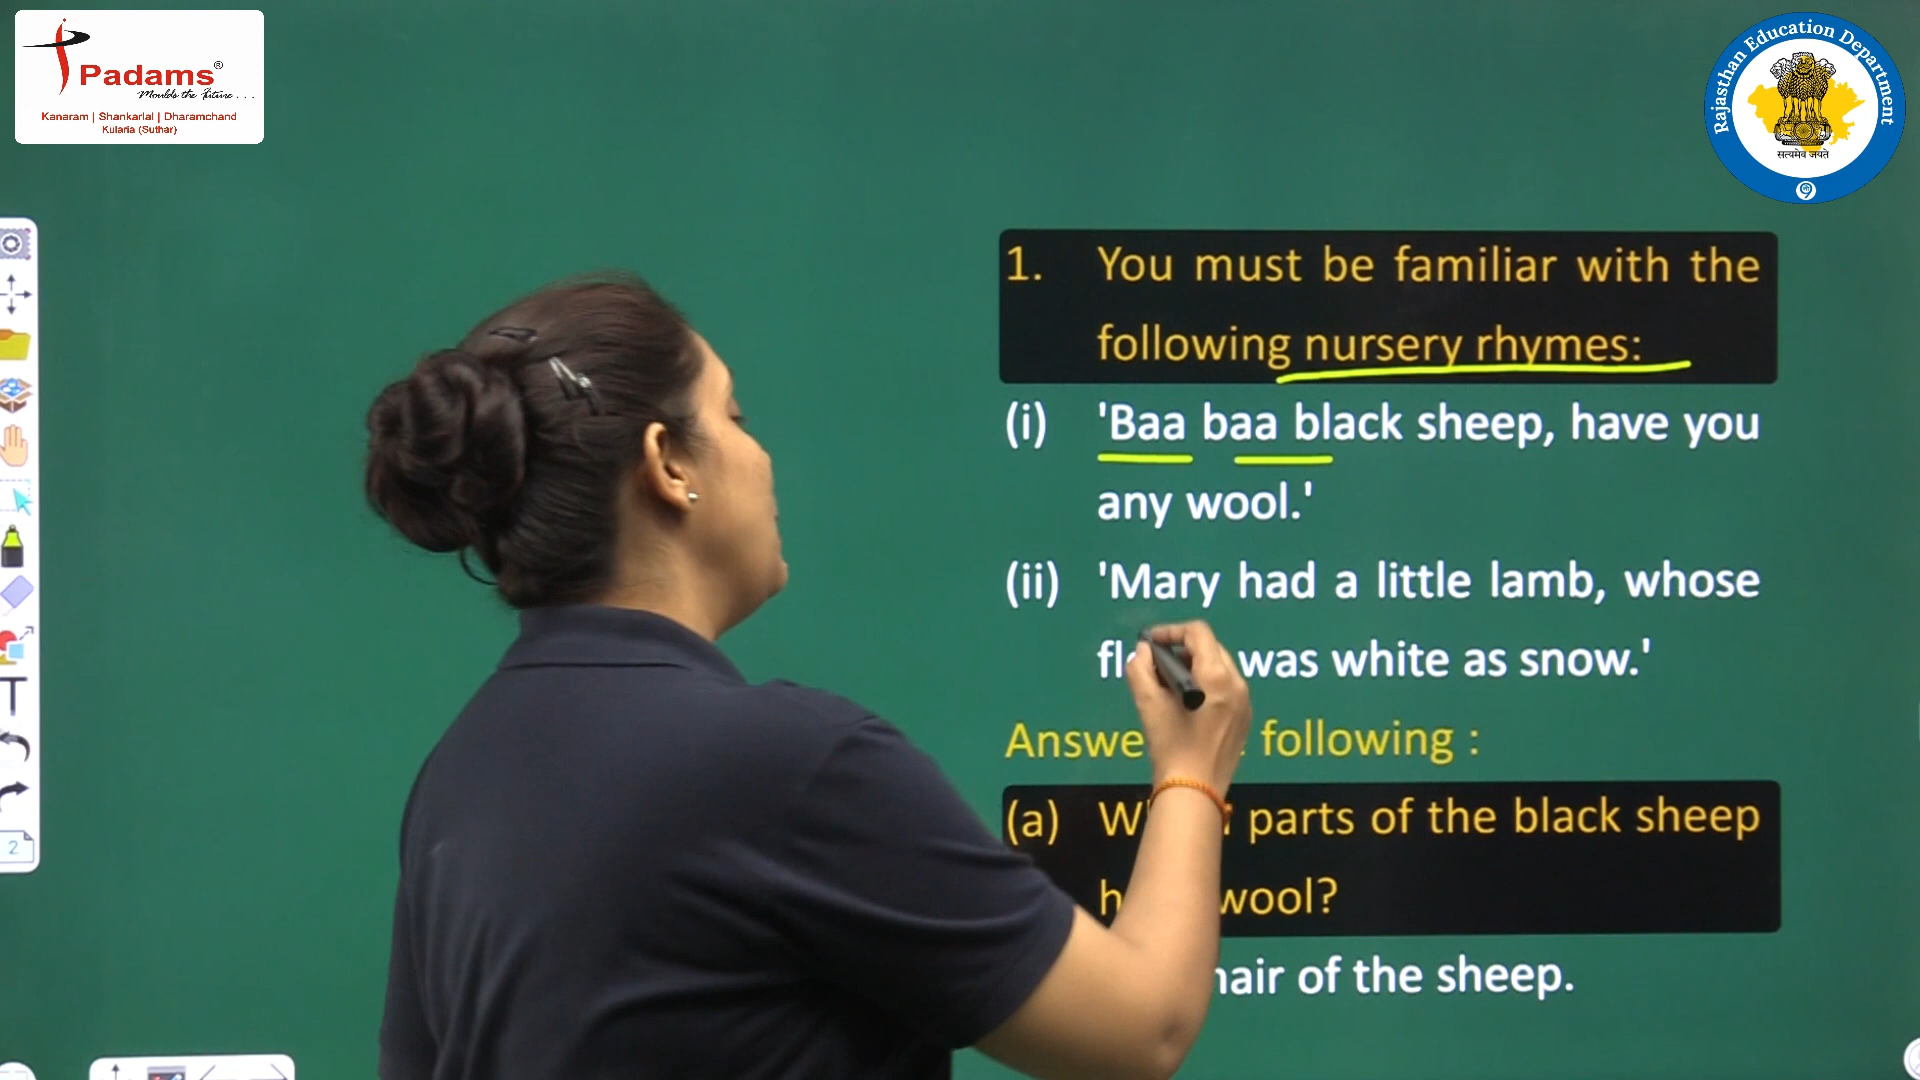 Padams®
Moulds the Future . . .
Kanaram | Shankarlal | Dharamchand
Kularia (Suthar)
Rajasthan Education Department
सत्यमेव जयते
1. You must be familiar with the
following nursery rhymes:
(i) 'Baa baa black sheep, have you
any wool.'
(ii) 'Mary had a little lamb, whose
was white as snow.'
following :
(a) parts of the black sheep
wool?
hair of the sheep.
T
2